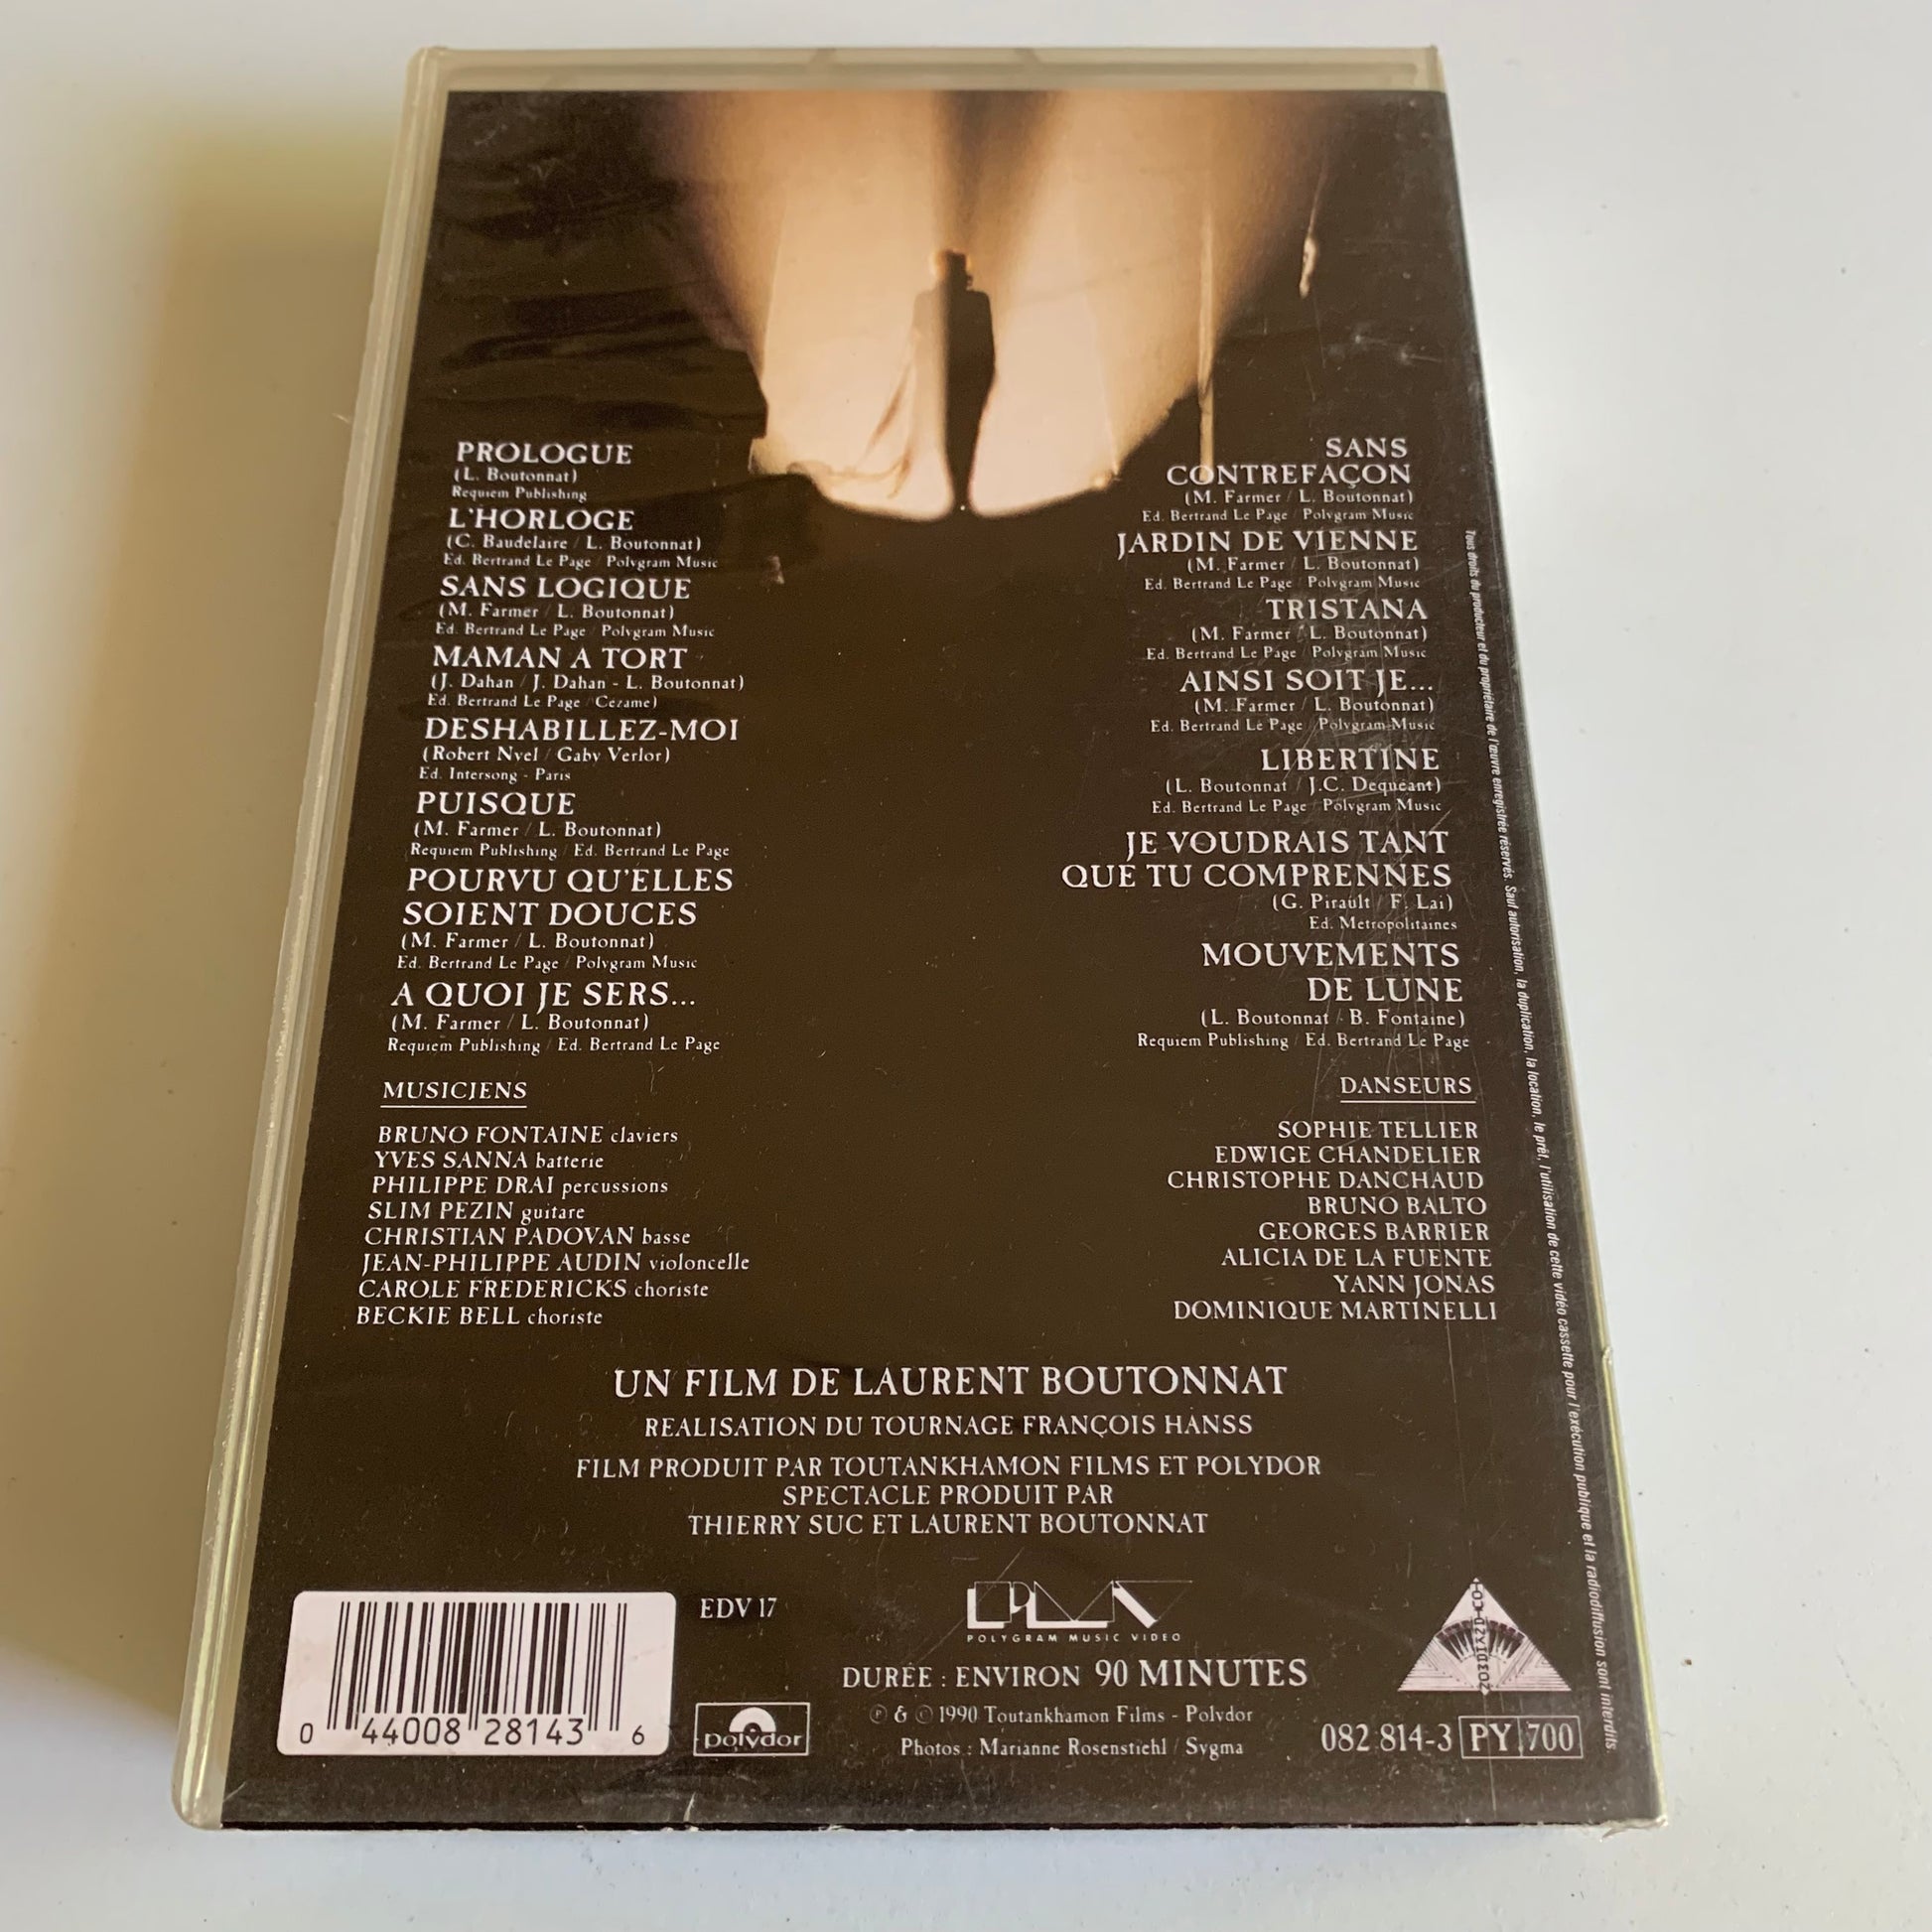 PROLOGUE
(L. Boutonnat)
Requiem Publishing
L'HORLOGE
(C. Baudelaire / L. Boutonnat)
Ed. Bertrand Le Page / Polygram Music
SANS LOGIQUE
(M. Farmer / L. Boutonnat)
Ed. Bertrand Le Page / Polygram Music
MAMAN A TORT
(J. Dahan / J. Dahan - L. Boutonnat)
Ed. Bertrand Le Page / Cézame)
DESHABILLEZ-MOI
(Robert Nyel / Gaby Verlor)
Ed. Intersong - Paris
PUISQUE
(M. Farmer / L. Boutonnat)
Requiem Publishing / Ed. Bertrand Le Page
POURVU QU'ELLES
SOIENT DOUCES
(M. Farmer / L. Boutonnat)
Ed. Bertrand Le Page / Polygram Music
A QUOI JE SERS...
(M. Farmer / L. Boutonnat)
Requiem Publishing / Ed. Bertrand Le Page
SANS
CONTREFAÇON
(M. Farmer / L. Boutonnat)
Ed. Bertrand Le Page / Polygram Music
JARDIN DE VIENNE
(M. Farmer / L. Boutonnat)
Ed. Bertrand Le Page / Polygram Music
TRISTANA
(M. Farmer / L. Boutonnat)
Ed. Bertrand Le Page / Polygram Music
AINSI SOIT JE...
(M. Farmer / L. Boutonnat)
Ed. Bertrand Le Page / Polygram Music
LIBERTINE
(L. Boutonnat / J.C. Dequéant)
Ed. Bertrand Le Page / Polygram Music
JE VOUDRAIS TANT
QUE TU COMPRENNES
(G. Pirault / F. Lai)
Ed. Metropolitaines
MOUVEMENTS
DE LUNE
(L. Boutonnat - B. Fontaine)
Requiem Publishing / Ed. Bertrand Le Page
MUSICIENS
BRUNO FONTAINE claviers
YVES SANNA batterie
PHILIPPE DRAI percussions
SLIM PEZIN guitare
CHRISTIAN PADOVAN basse
JEAN-PHILIPPE AUDIN violoncelle
CAROLE FREDERICKS choriste
BECKIE BELL choriste
DANSEURS
SOPHIE TELLIER
EDWIGE CHANDELIER
CHRISTOPHE DANCHAUD
BRUNO BALTO
GEORGES BARRIER
ALICIA DE LA FUENTE
YANN JONAS
DOMINIQUE MARTINELLI
UN FILM DE LAURENT BOUTONNAT
REALISATION DU TOURNAGE FRANÇOIS HANSS
FILM PRODUIT PAR TOUTANKHAMON FILMS ET POLYDOR
SPECTACLE PRODUIT PAR
THIERRY SUC ET LAURENT BOUTONNAT
0 44008 28143 6
EDV 17
polydor
PMV
POLYGRAM MUSIC VIDEO
DURÉE : ENVIRON 90 MINUTES
℗ & © 1990 Toutankhamon Films - Polydor
Photos : Marianne Rosenstiehl / Sygma
082 814-3 PY 700
Tous droits du producteur et du propriétaire de l'œuvre enregistrée réservés. Sauf autorisation, la duplication, la location, le prêt, l'utilisation de cette vidéo cassette pour l'exécution publique et la radiodiffusion sont interdits